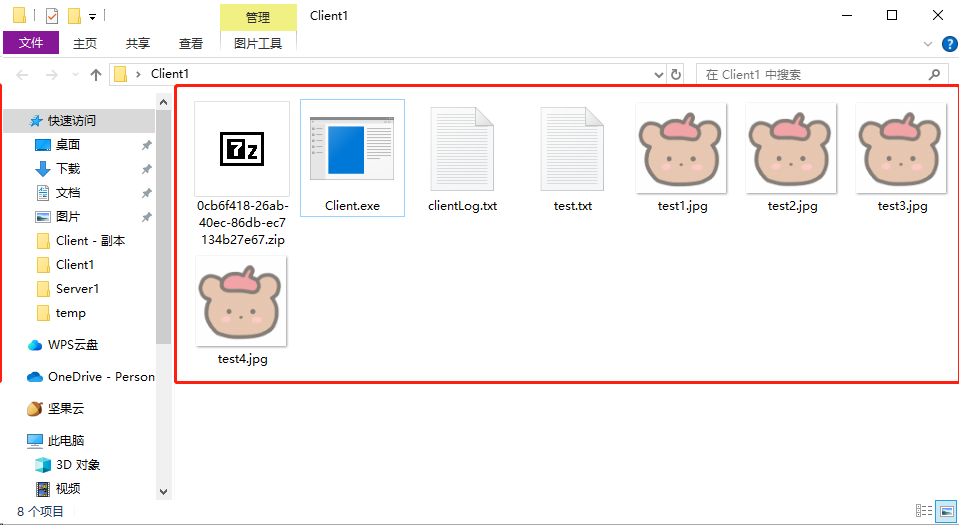 管理
Client1
文件
主页
共享
查看
图片工具
Client1
在 Client1 中搜索
快速访问
桌面
下载
文档
图片
Client - 副本
Client1
Server1
temp
WPS云盘
OneDrive - Person
坚果云
此电脑
3D 对象
视频
7z
0cb6f418-26ab-
40ec-86db-ec7
134b27e67.zip
Client.exe
clientLog.txt
test.txt
test1.jpg
test2.jpg
test3.jpg
test4.jpg
8 个项目